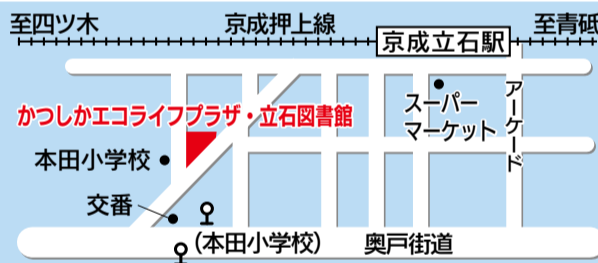 至四ツ木
京成押上線
至青砥
京成立石駅
スーパー
マーケット
アーケード
かつしかエコライフプラザ・立石図書館
本田小学校
交番
(本田小学校)
奥戸街道